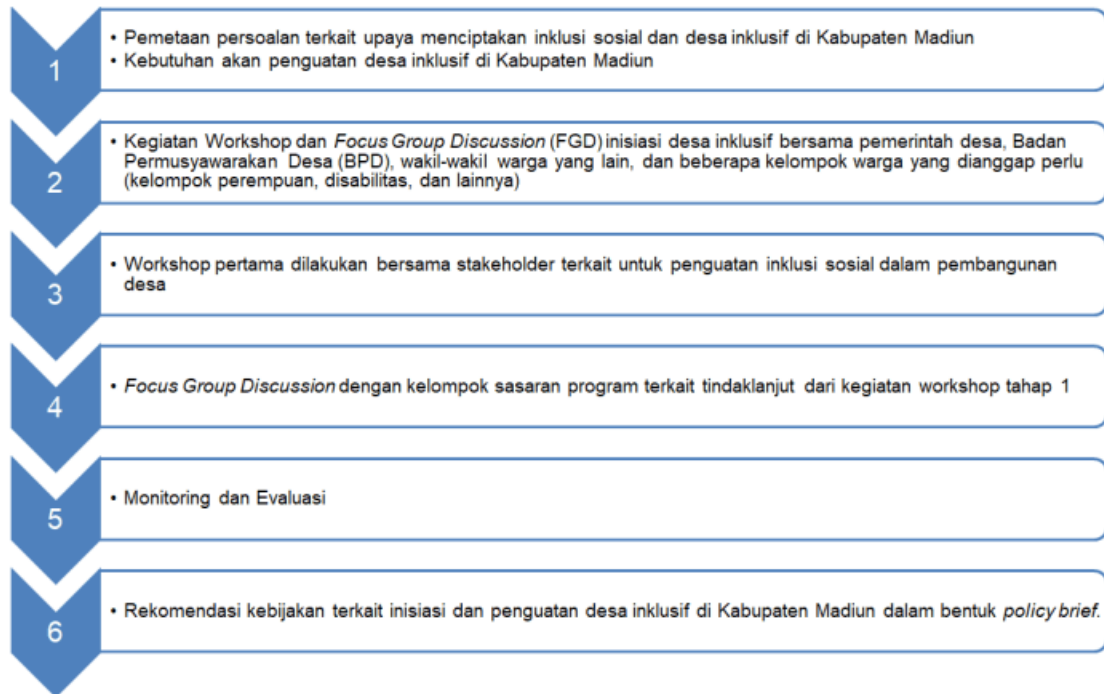 1
• Pemetaan persoalan terkait upaya menciptakan inklusi sosial dan desa inklusif di Kabupaten Madiun
• Kebutuhan akan penguatan desa inklusif di Kabupaten Madiun
2
• Kegiatan Workshop dan Focus Group Discussion (FGD) inisiasi desa inklusif bersama pemerintah desa, Badan
Permusyawarakan Desa (BPD), wakil-wakil warga yang lain, dan beberapa kelompok warga yang dianggap perlu
(kelompok perempuan, disabilitas, dan lainnya)
3
• Workshop pertama dilakukan bersama stakeholder terkait untuk penguatan inklusi sosial dalam pembangunan
desa
4
• Focus Group Discussion dengan kelompok sasaran program terkait tindaklanjut dari kegiatan workshop tahap 1
5
• Monitoring dan Evaluasi
6
• Rekomendasi kebijakan terkait inisiasi dan penguatan desa inklusif di Kabupaten Madiun dalam bentuk policy brief.